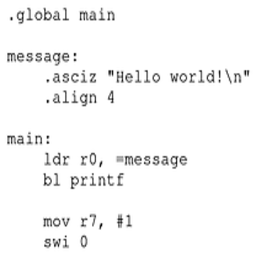 .global main
message:
.asciz "Hello world!\n"
.align 4
main:
ldr r0, =message
bl printf
mov r7, #1
swi 0